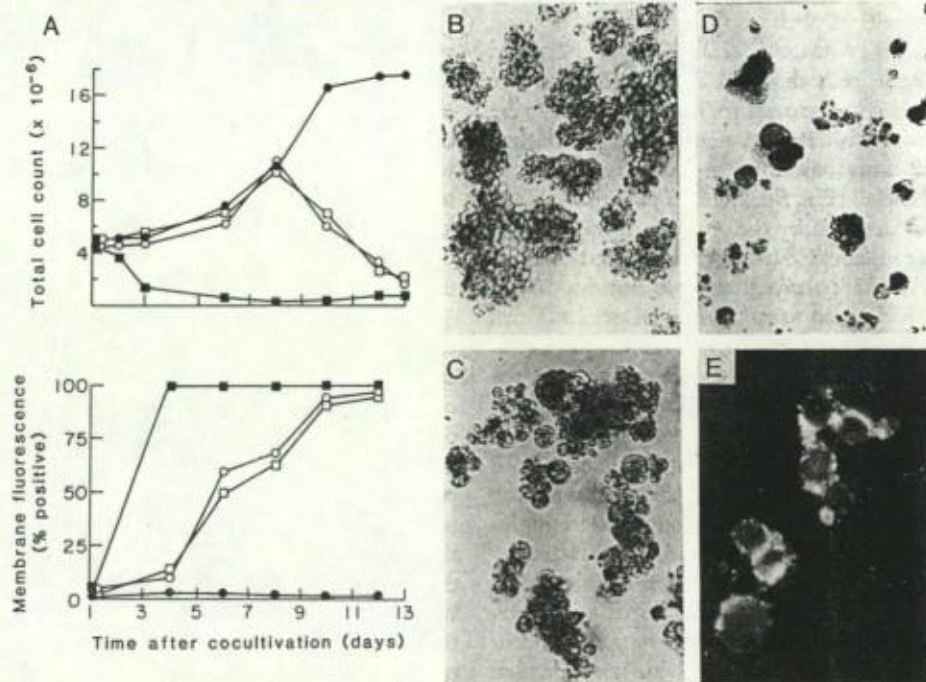 A
Total cell count (x 10⁻⁶)
16
12
8
4
Membrane fluorescence
(% positive)
100
75
50
25
0
1 3 5 7 9 11 13
Time after cocultivation (days)
B
C
D
E